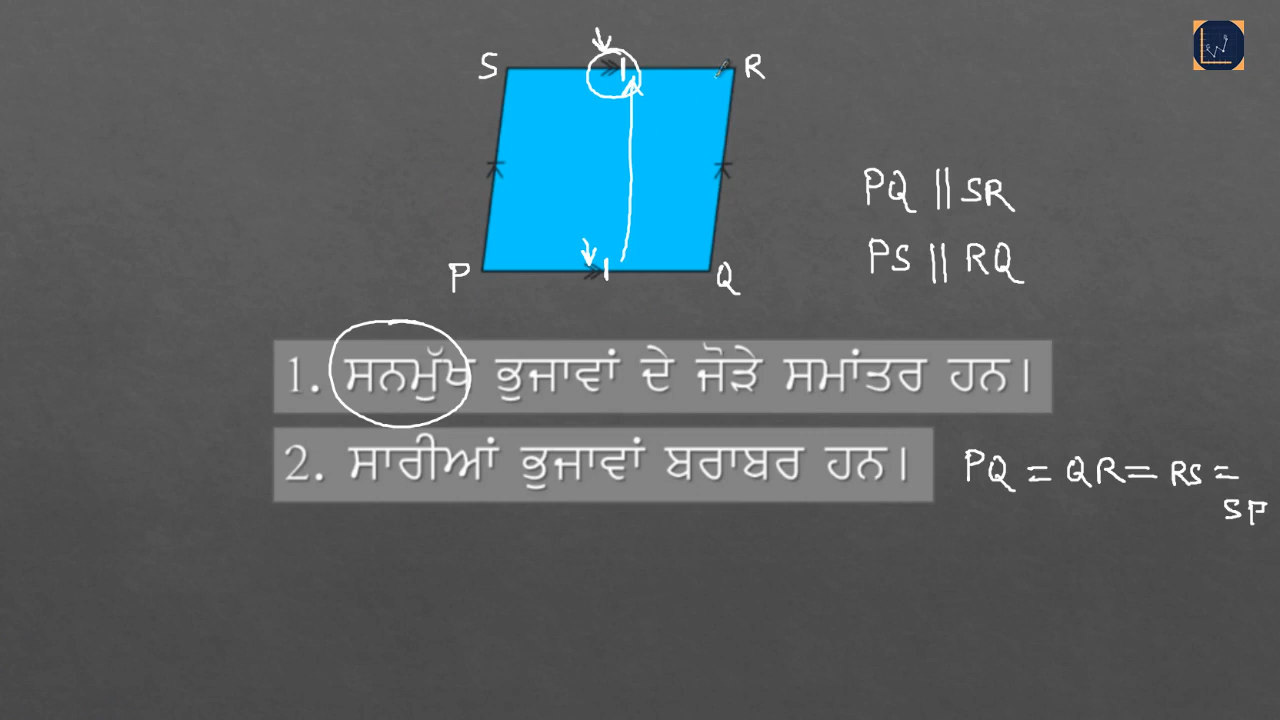 S R
P Q
PQ || SR
PS || RQ
1. ਸਨਮੁੱਖ ਭੁਜਾਵਾਂ ਦੇ ਜੋੜੇ ਸਮਾਂਤਰ ਹਨ।
2. ਸਾਰੀਆਂ ਭੁਜਾਵਾਂ ਬਰਾਬਰ ਹਨ।
PQ = QR = RS =
SP